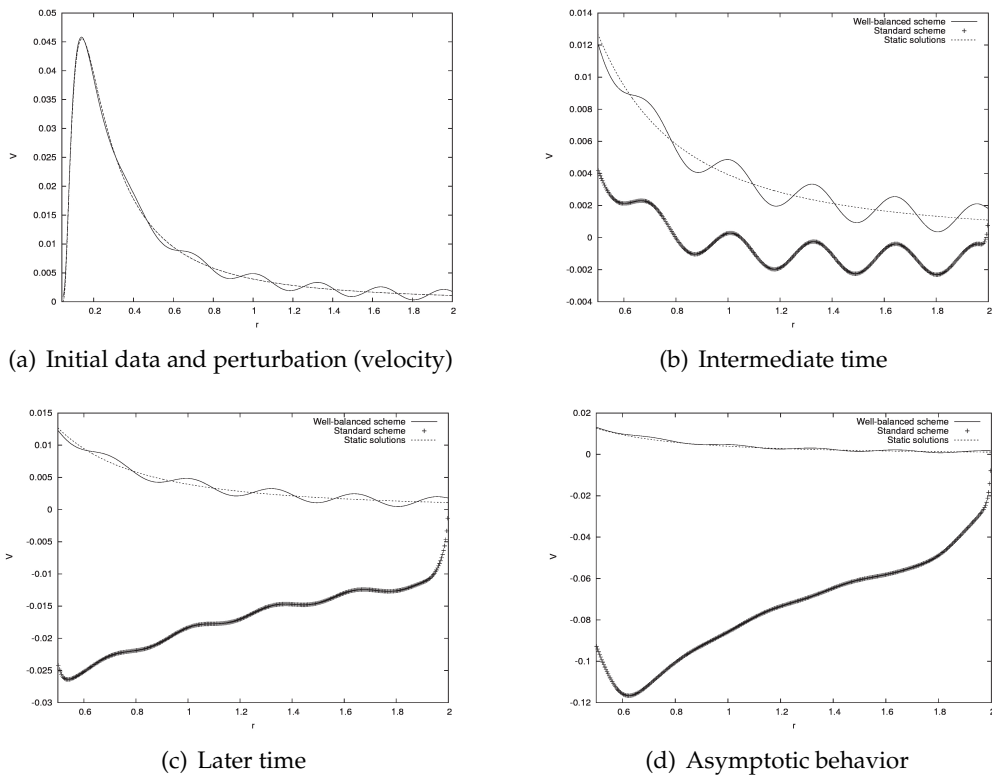 0.05
0.045
0.04
0.035
0.03
0.025
0.02
0.015
0.01
0.005
0
V
0.2 0.4 0.6 0.8 1 1.2 1.4 1.6 1.8 2
r
(a) Initial data and perturbation (velocity)
Well-balanced scheme
Standard scheme
Static solutions
0.014
0.012
0.01
0.008
0.006
0.004
0.002
0
-0.002
-0.004
V
0.6 0.8 1 1.2 1.4 1.6 1.8 2
r
(b) Intermediate time
Well-balanced scheme
Standard scheme
Static solutions
0.015
0.01
0.005
0
-0.005
-0.01
-0.015
-0.02
-0.025
-0.03
V
0.6 0.8 1 1.2 1.4 1.6 1.8 2
r
(c) Later time
Well-balanced scheme
Standard scheme
Static solutions
0.02
0
-0.02
-0.04
-0.06
-0.08
-0.1
-0.12
V
0.6 0.8 1 1.2 1.4 1.6 1.8 2
r
(d) Asymptotic behavior